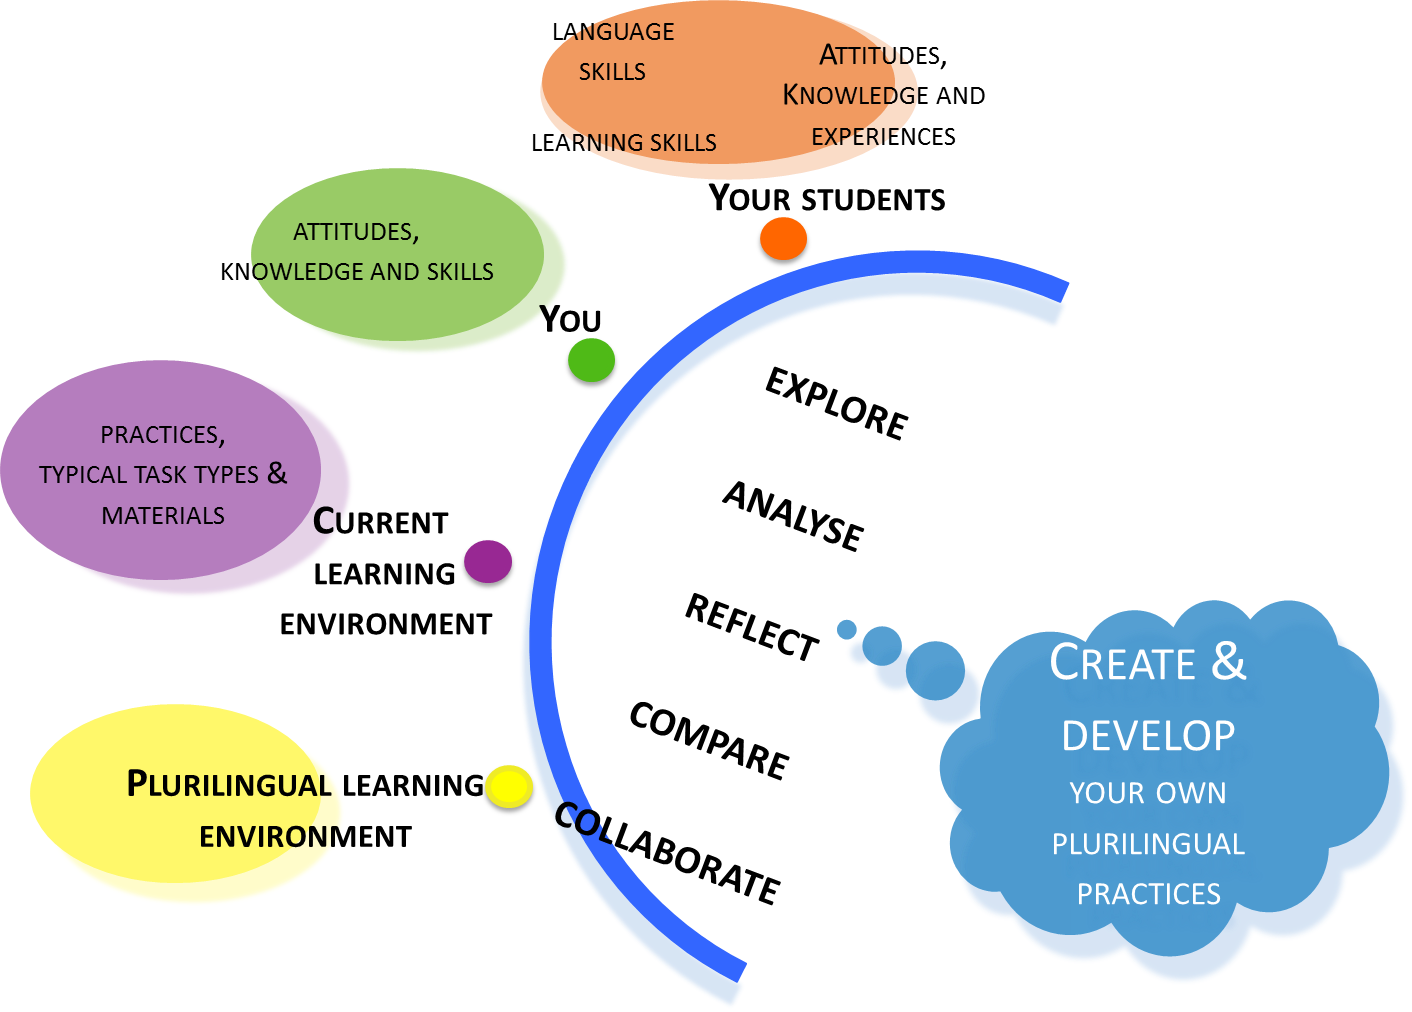 LANGUAGE
SKILLS
LEARNING SKILLS
ATTITUDES,
KNOWLEDGE AND
EXPERIENCES
YOUR STUDENTS
ATTITUDES,
KNOWLEDGE AND SKILLS
YOU
PRACTICES,
TYPICAL TASK TYPES &
MATERIALS
CURRENT
LEARNING
ENVIRONMENT
PLURILINGUAL LEARNING
ENVIRONMENT
EXPLORE
ANALYSE
REFLECT
COMPARE
COLLABORATE
CREATE &
DEVELOP
YOUR OWN
PLURILINGUAL
PRACTICES